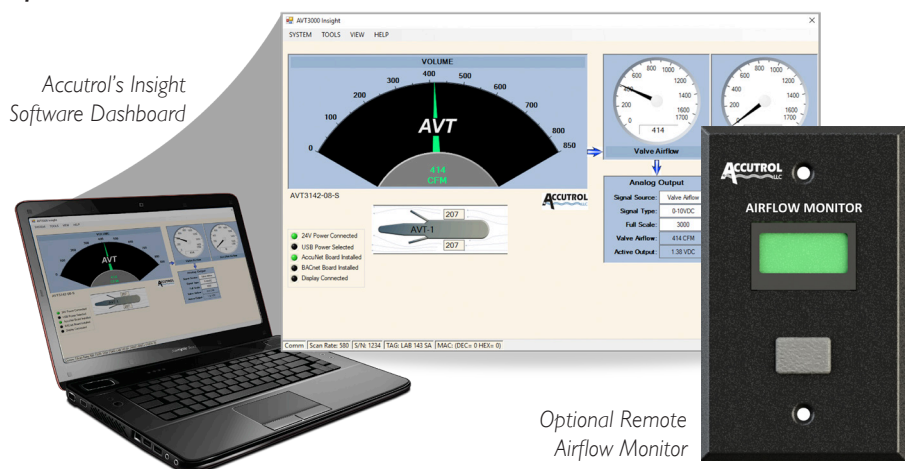 AVT3000 Insight
SYSTEM TOOLS VIEW HELP
Accutrol's Insight
Software Dashboard
VOLUME
0
100
200
300
400
500
600
700
800
850
AVT
414
CFM
0
200
400
600
800
1000
1200
1400
1600
1700
414
Valve Airflow
600
800
1000
1200
1400
1600
1700
400
200
0
AVT3142-08-S
ACCUTROL
24V Power Connected
USB Power Selected
AccuNet Board Installed
BACnet Board Installed
Display Connected
207
AVT-1
207
Analog Output
Signal Source: Valve Airflow
Signal Type: 0-10VDC
Full Scale: 3000
Valve Airflow: 414 CFM
Active Output: 1.38 VDC
Comm Scan Rate: 580 S/N: 1234 TAG: LAB 143 SA MAC: (DEC= 0 HEX= 0)
ACCUTROL
LLC
AIRFLOW MONITOR
Optional Remote
Airflow Monitor